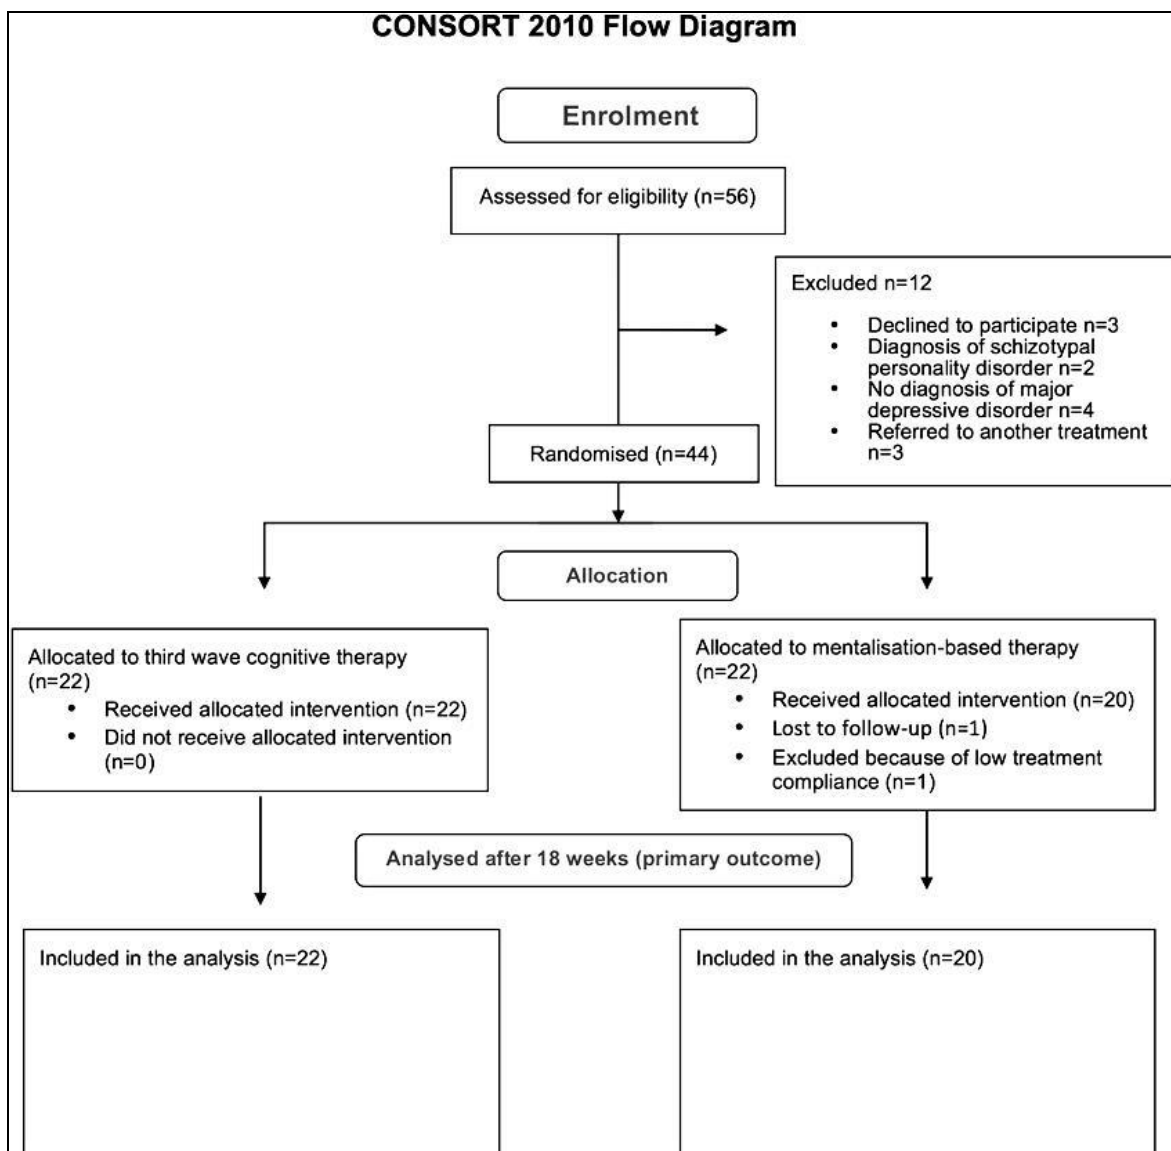 CONSORT 2010 Flow Diagram
Enrolment
Assessed for eligibility (n=56)
Excluded n=12
• Declined to participate n=3
• Diagnosis of schizotypal
personality disorder n=2
• No diagnosis of major
depressive disorder n=4
• Referred to another treatment
n=3
Randomised (n=44)
Allocation
Allocated to third wave cognitive therapy
(n=22)
• Received allocated intervention (n=22)
• Did not receive allocated intervention
(n=0)
Allocated to mentalisation-based therapy
(n=22)
• Received allocated intervention (n=20)
• Lost to follow-up (n=1)
• Excluded because of low treatment
compliance (n=1)
Analysed after 18 weeks (primary outcome)
Included in the analysis (n=22)
Included in the analysis (n=20)